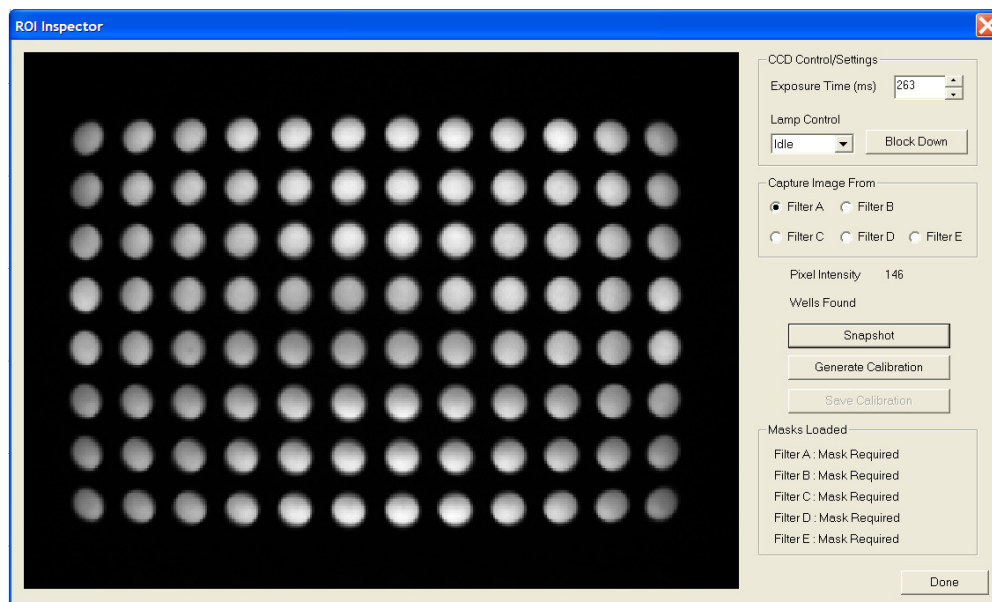 ROI Inspector
CCD Control/Settings
Exposure Time (ms) 263
Lamp Control
Idle Block Down
Capture Image From
Filter A Filter B
Filter C Filter D Filter E
Pixel Intensity 146
Wells Found
Snapshot
Generate Calibration
Save Calibration
Masks Loaded
Filter A : Mask Required
Filter B : Mask Required
Filter C : Mask Required
Filter D : Mask Required
Filter E : Mask Required
Done